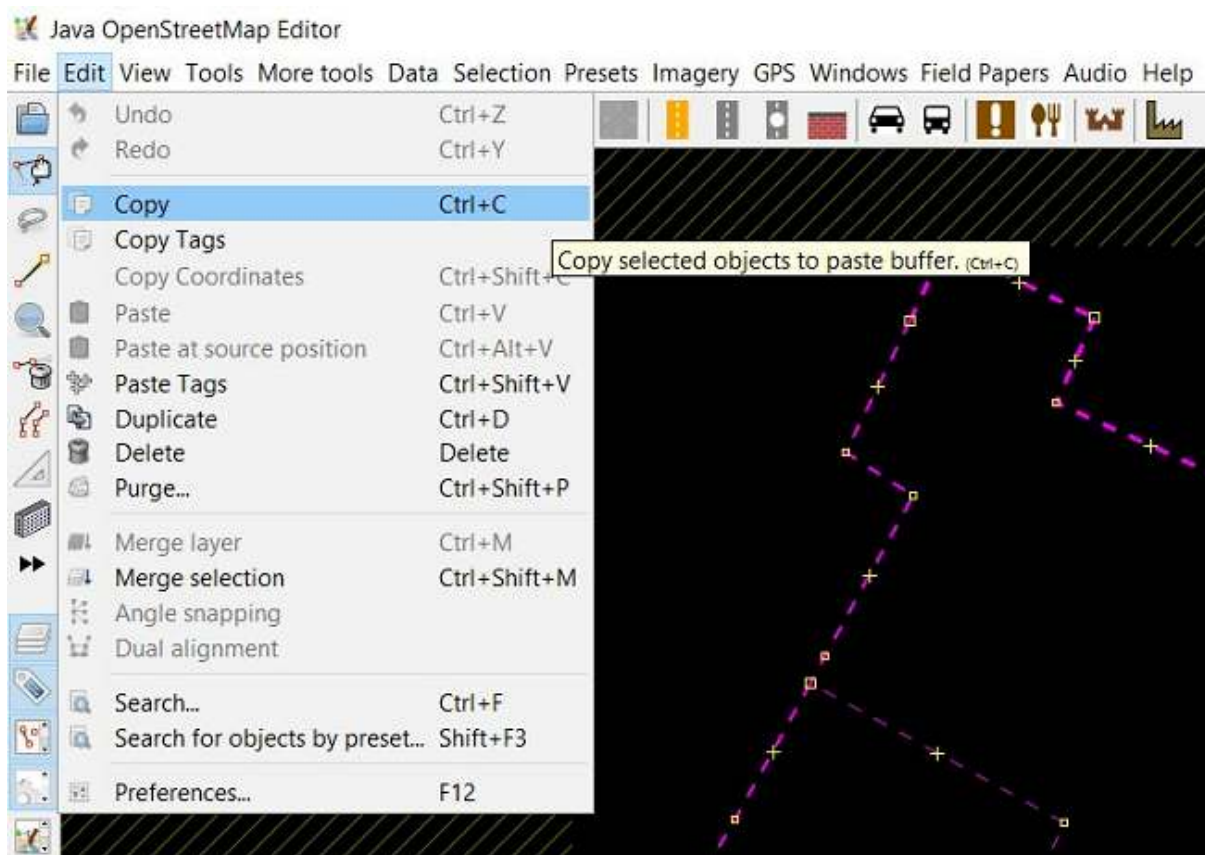 Java OpenStreetMap Editor
File Edit View Tools More tools Data Selection Presets Imagery GPS Windows Field Papers Audio Help
Undo Ctrl+Z
Redo Ctrl+Y
Copy Ctrl+C
Copy Tags
Copy selected objects to paste buffer. (Ctrl+C)
Copy Coordinates Ctrl+Shift+C
Paste Ctrl+V
Paste at source position Ctrl+Alt+V
Paste Tags Ctrl+Shift+V
Duplicate Ctrl+D
Delete Delete
Purge... Ctrl+Shift+P
Merge layer Ctrl+M
Merge selection Ctrl+Shift+M
Angle snapping
Dual alignment
Search... Ctrl+F
Search for objects by preset... Shift+F3
Preferences... F12